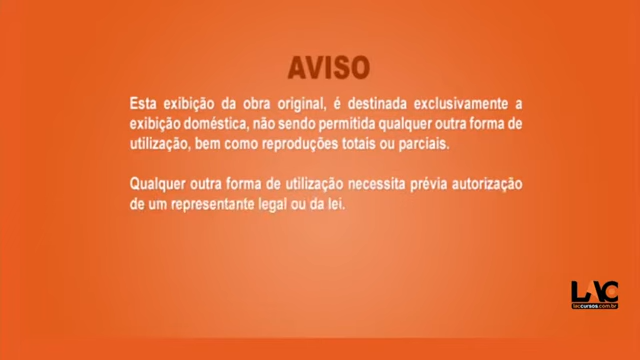 AVISO
Esta exibição da obra original, é destinada exclusivamente a
exibição doméstica, não sendo permitida qualquer outra forma de
utilização, bem como reproduções totais ou parciais.
Qualquer outra forma de utilização necessita prévia autorização
de um representante legal ou da lei.
LAC
laccursos.com.br